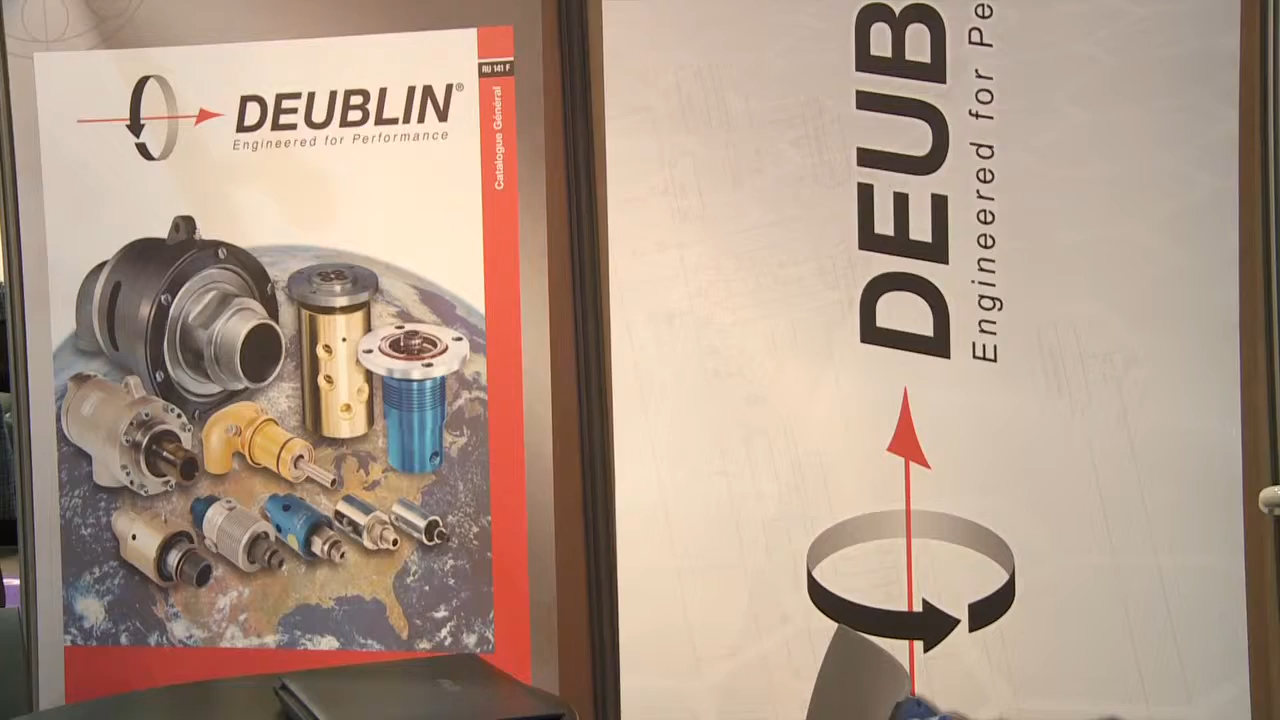 DEUBLIN®
Engineered for Performance
RU 141 F
Catalogue Général
DEUB
Engineered for Pe